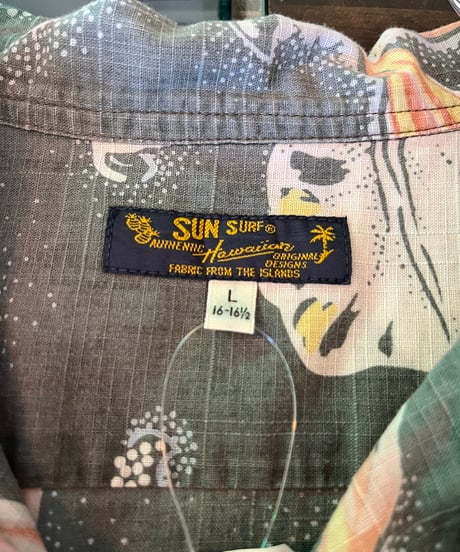 SUN SURF®
AUTHENTIC Hawaiian ORIGINAL DESIGNS
FABRIC FROM THE ISLANDS
L
16-16½